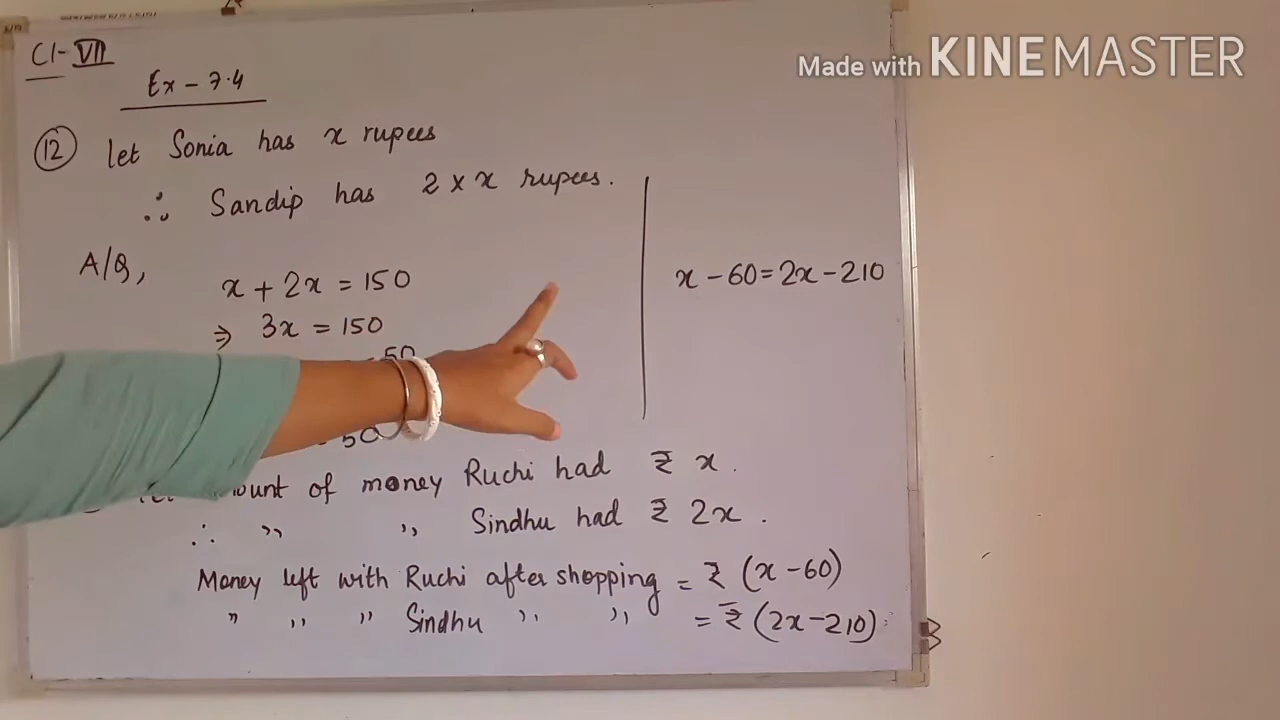 Made with KINEMASTER
Cl-VII
Ex - 7.4
12 Let Sonia has x rupees
∴ Sandip has 2 × x rupees.
A/Q,
x + 2x = 150
⇒ 3x = 150
50
50
x - 60 = 2x - 210
of money Ruchi had ₹ x.
∴ ,, ,, Sindhu had ₹ 2x.
Money left with Ruchi after shopping = ₹ (x - 60)
,, ,, ,, Sindhu ,, ,, = ₹ (2x - 210)